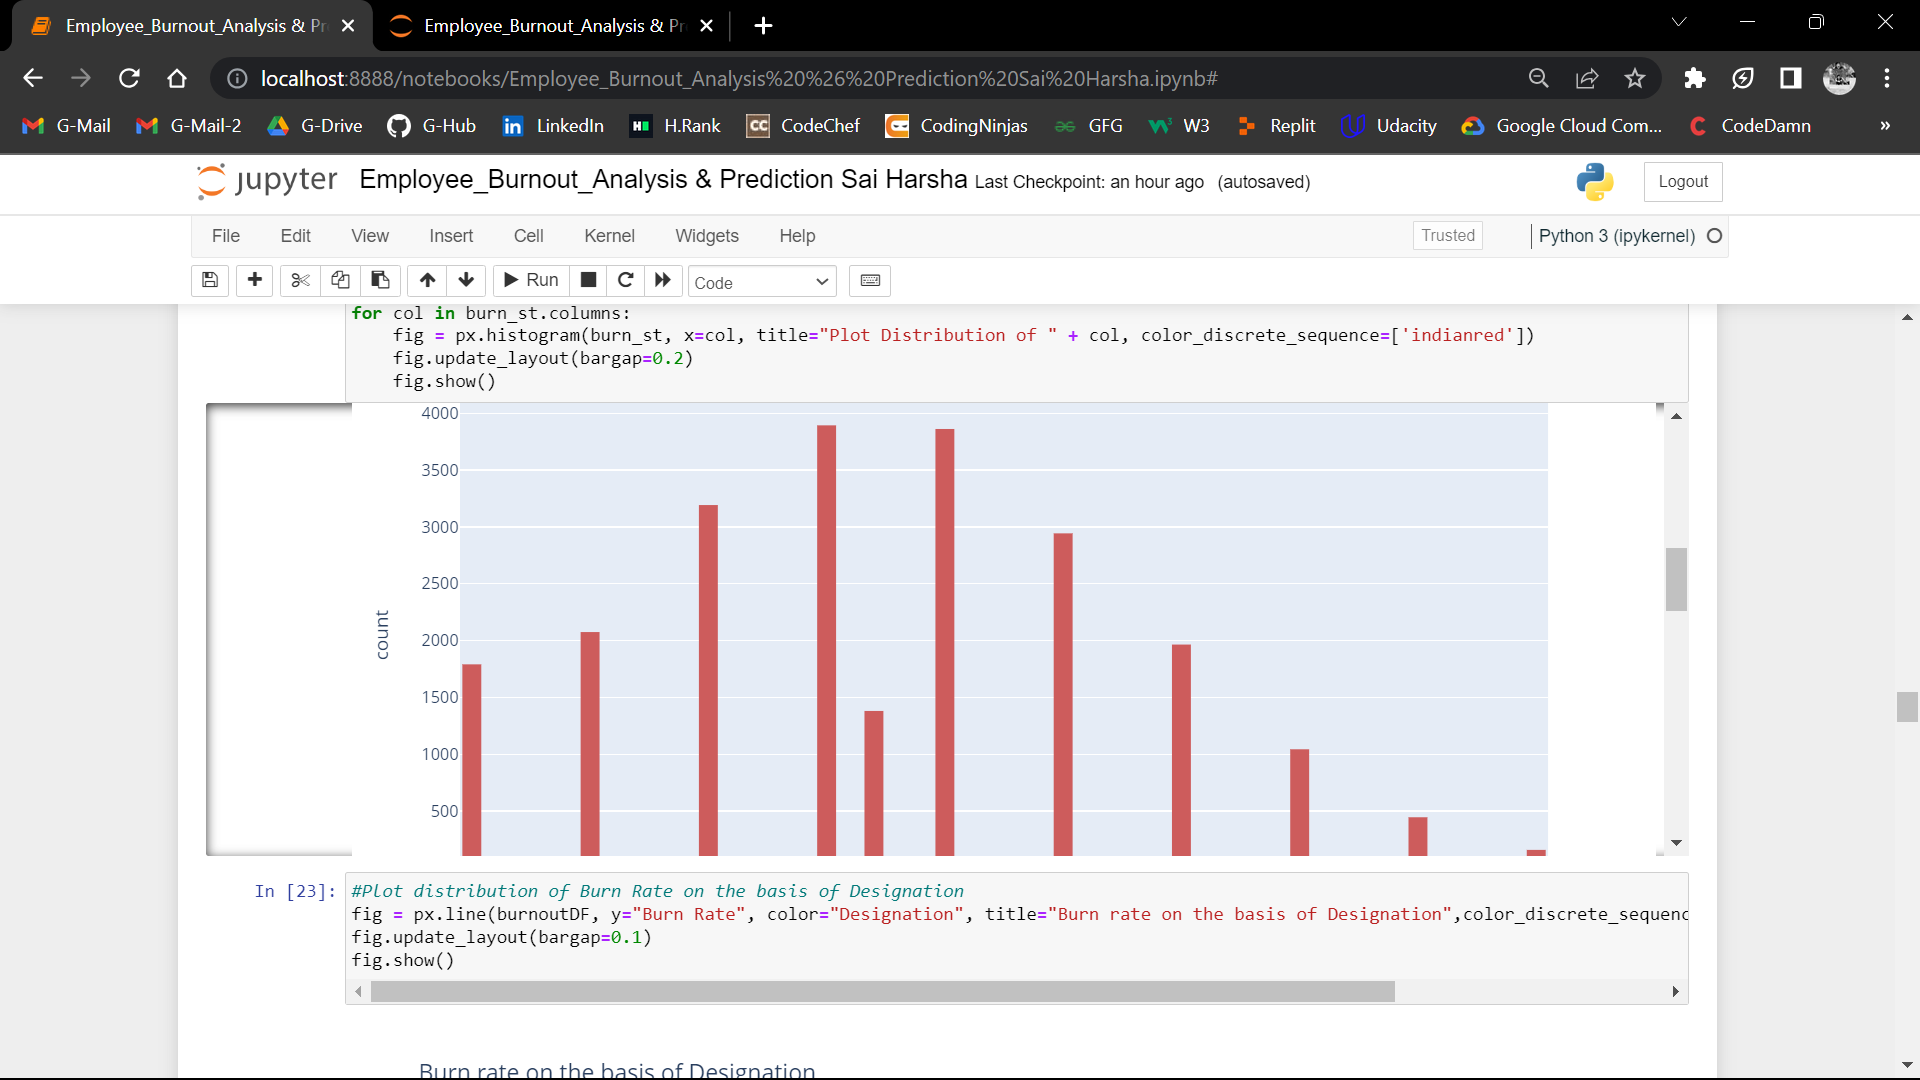 Employee_Burnout_Analysis & Pr
Employee_Burnout_Analysis & Pr
localhost:8888/notebooks/Employee_Burnout_Analysis%20%26%20Prediction%20Sai%20Harsha.ipynb#
G-Mail G-Mail-2 G-Drive G-Hub LinkedIn H.Rank CodeChef CodingNinjas GFG W3 Replit Udacity Google Cloud Com... CodeDamn »
jupyter Employee_Burnout_Analysis & Prediction Sai Harsha Last Checkpoint: an hour ago (autosaved) Logout
File Edit View Insert Cell Kernel Widgets Help Trusted Python 3 (ipykernel)
Run Code
for col in burn_st.columns:
    fig = px.histogram(burn_st, x=col, title="Plot Distribution of " + col, color_discrete_sequence=['indianred'])
    fig.update_layout(bargap=0.2)
    fig.show()
4000
3500
3000
2500
2000
1500
1000
500
count
In [23]: #Plot distribution of Burn Rate on the basis of Designation
fig = px.line(burnoutDF, y="Burn Rate", color="Designation", title="Burn rate on the basis of Designation",color_discrete_sequenc
fig.update_layout(bargap=0.1)
fig.show()
Burn rate on the basis of Designation